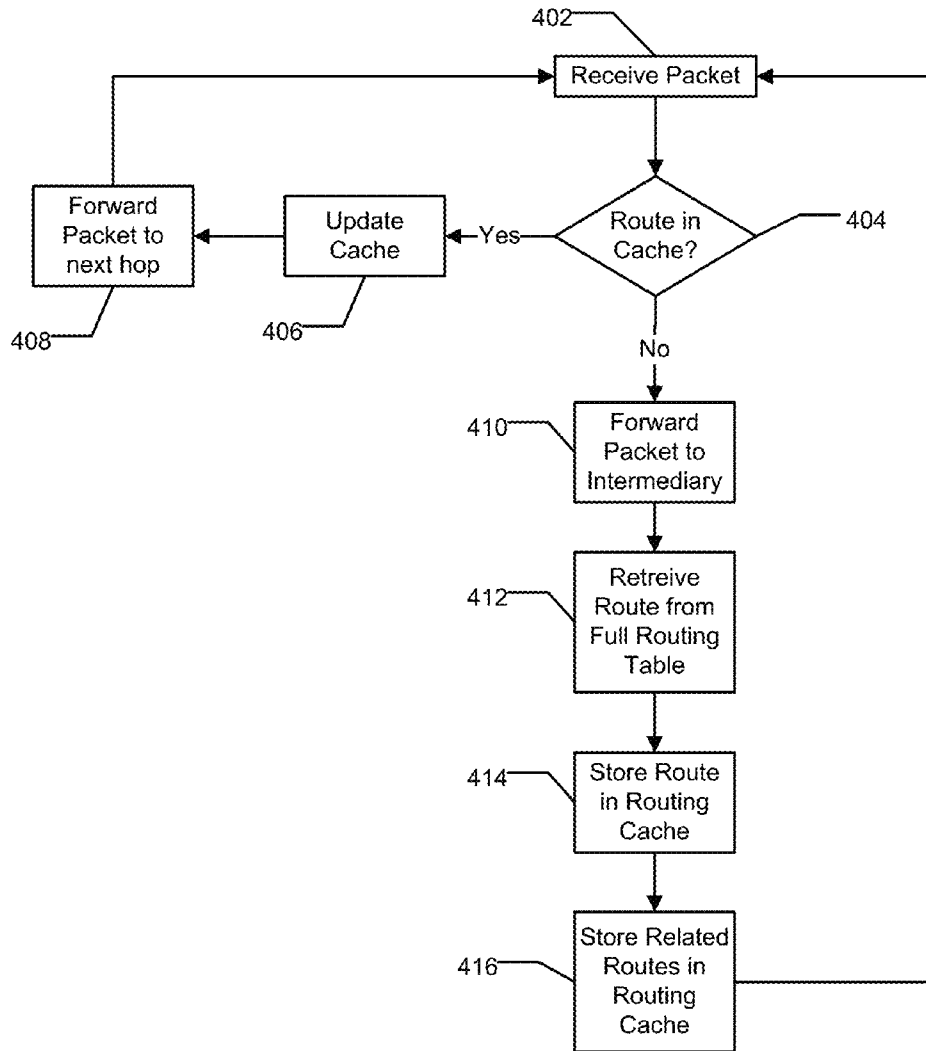 402
Receive Packet
Forward
Packet to
next hop
408
Update
Cache
406
Yes
Route in
Cache?
404
No
410
Forward
Packet to
Intermediary
412
Retreive
Route from
Full Routing
Table
414
Store Route
in Routing
Cache
416
Store Related
Routes in
Routing
Cache